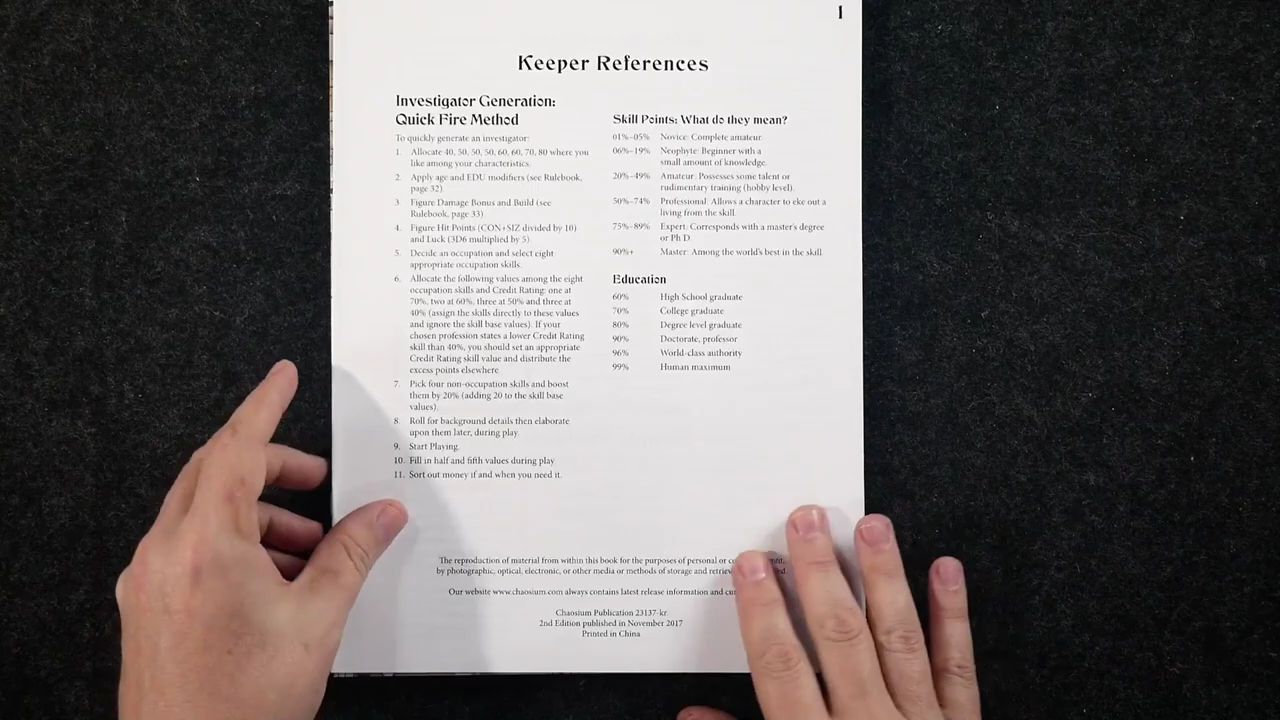 1
Keeper References
Investigator Generation:
Quick Fire Method
To quickly generate an investigator:
1. Allocate 40, 50, 50, 50, 60, 60, 70, 80 where you
like among your characteristics.
2. Apply age and EDU modifiers (see Rulebook,
page 32)
3 Figure Damage Bonus and Build (see
Rulebook, page 33)
4. Figure Hit Points (CON+SIZ divided by 10)
and Luck (3D6 multiplied by 5)
5. Decide an occupation and select eight
appropriate occupation skills.
6. Allocate the following values among the eight
occupation skills and Credit Rating: one at
70%, two at 60%, three at 50% and three at
40% (assign the skills directly to these values
and ignore the skill base values). If your
chosen profession states a lower Credit Rating
skill than 40%, you should set an appropriate
Credit Rating skill value and distribute the
excess points elsewhere
7. Pick four non-occupation skills and boost
them by 20% (adding 20 to the skill base
values).
8. Roll for background details then elaborate
upon them later, during play.
9. Start Playing.
10. Fill in half and fifth values during play
11. Sort out money if and when you need it.
Skill Points: What do they mean?
01%–05% Novice: Complete amateur.
06%–19% Neophyte: Beginner with a
small amount of knowledge.
20%–49% Amateur: Possesses some talent or
rudimentary training (hobby level).
50%–74% Professional: Allows a character to eke out a
living from the skill.
75%–89% Expert: Corresponds with a master's degree
or Ph.D.
90%+ Master: Among the world's best in the skill.
Education
60% High School graduate
70% College graduate
80% Degree level graduate
90% Doctorate, professor
96% World-class authority
99% Human maximum
The reproduction of material from within this book for the purposes of personal or
by photographic, optical, electronic, or other media or methods of storage and
Our website www.chaosium.com always contains latest release information and
Chaosium Publication 23137-kr.
2nd Edition published in November 2017
Printed in China